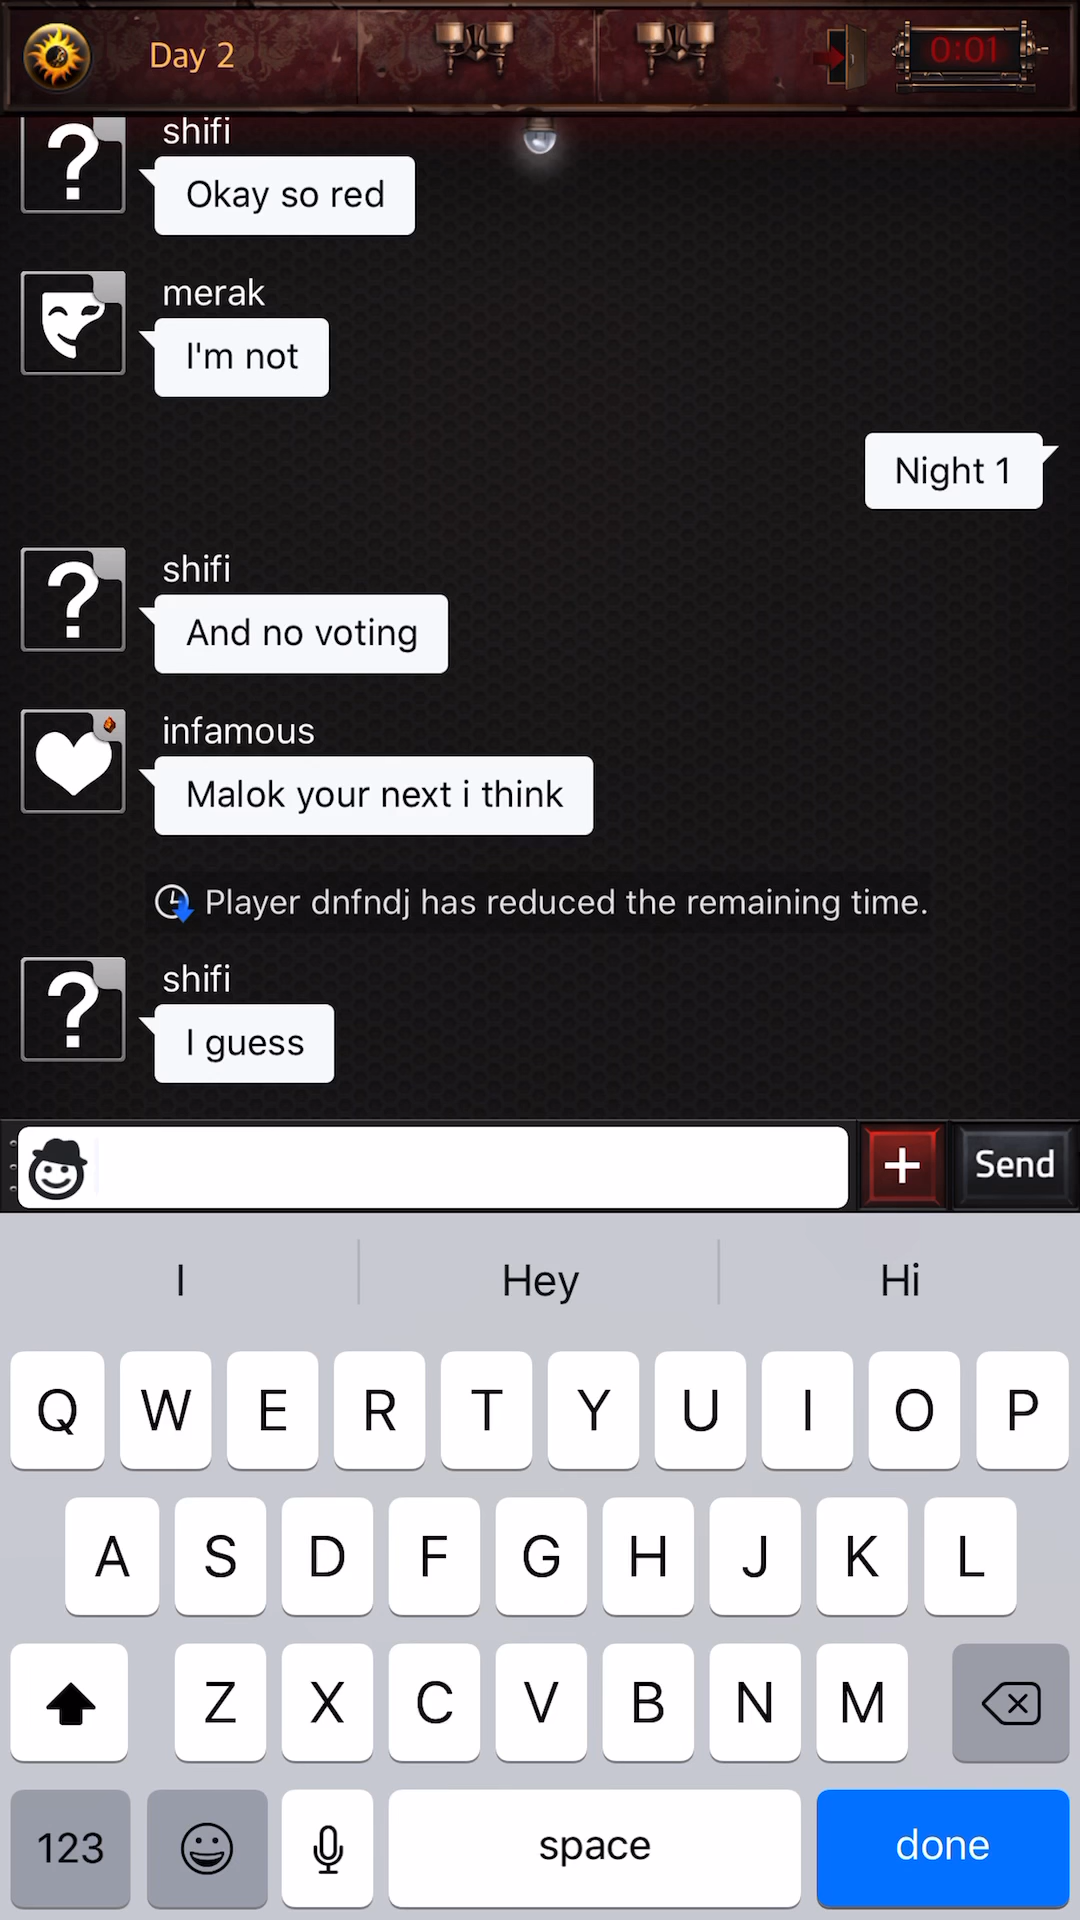 Day 2
0:01
shifi
Okay so red
merak
I'm not
Night 1
shifi
And no voting
infamous
Malok your next i think
Player dnfndj has reduced the remaining time.
shifi
I guess
Send
I Hey Hi
Q W E R T Y U I O P
A S D F G H J K L
Z X C V B N M
123 space done